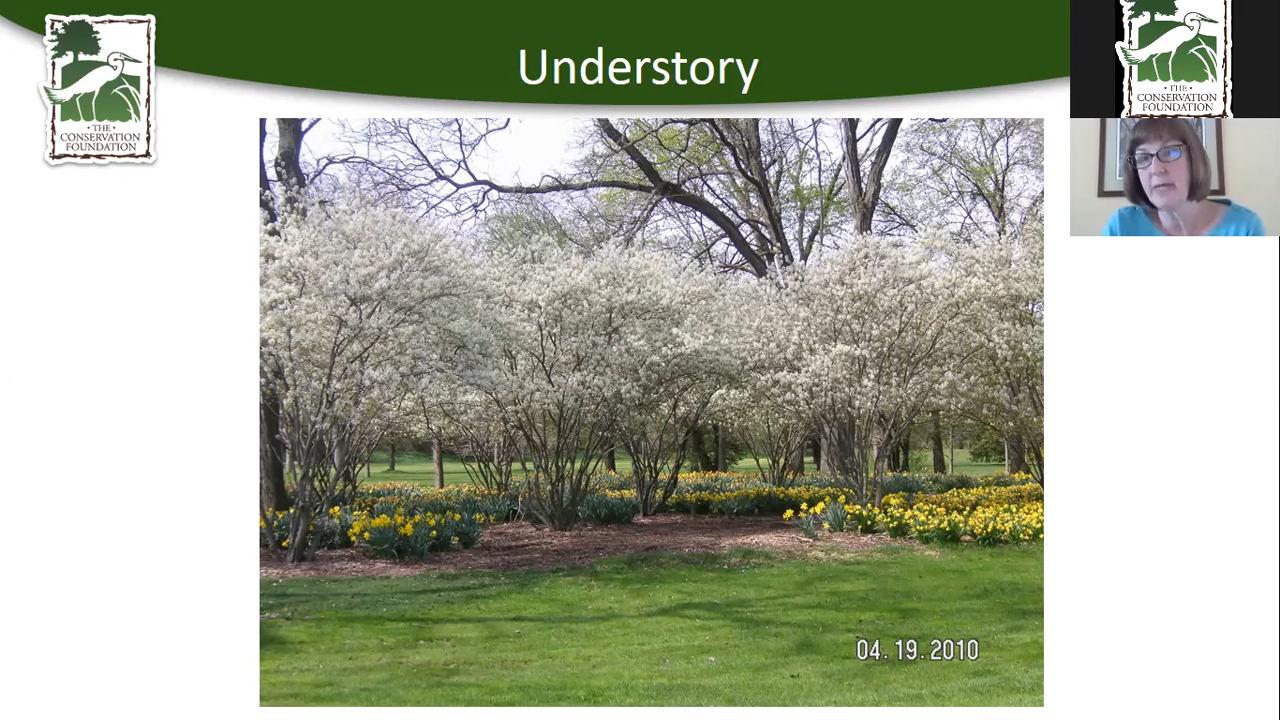 Understory
THE
CONSERVATION
FOUNDATION
THE
CONSERVATION
FOUNDATION
04.19.2010